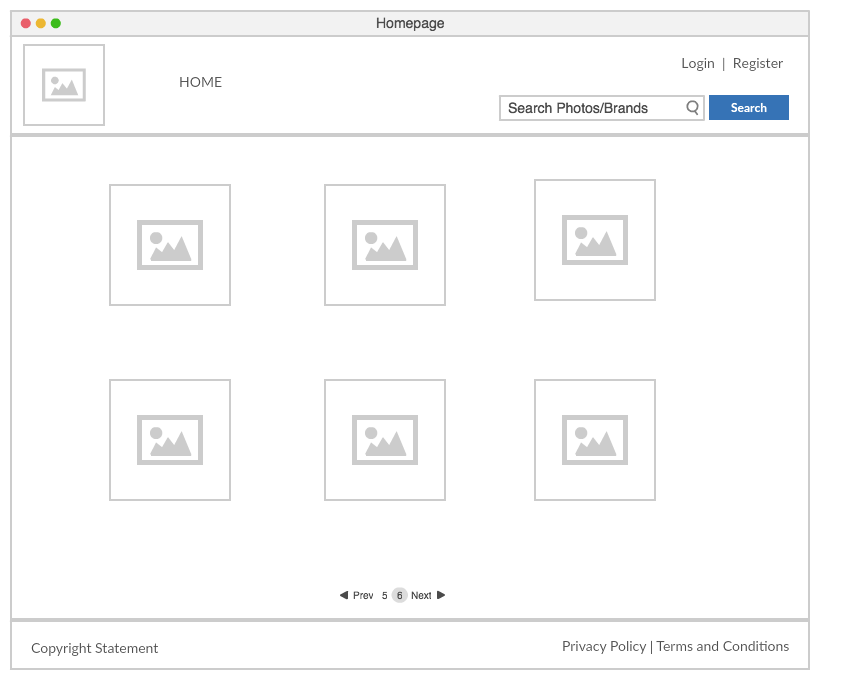 Homepage
HOME
Login | Register
Search Photos/Brands
Search
Prev 5 6 Next
Copyright Statement
Privacy Policy | Terms and Conditions